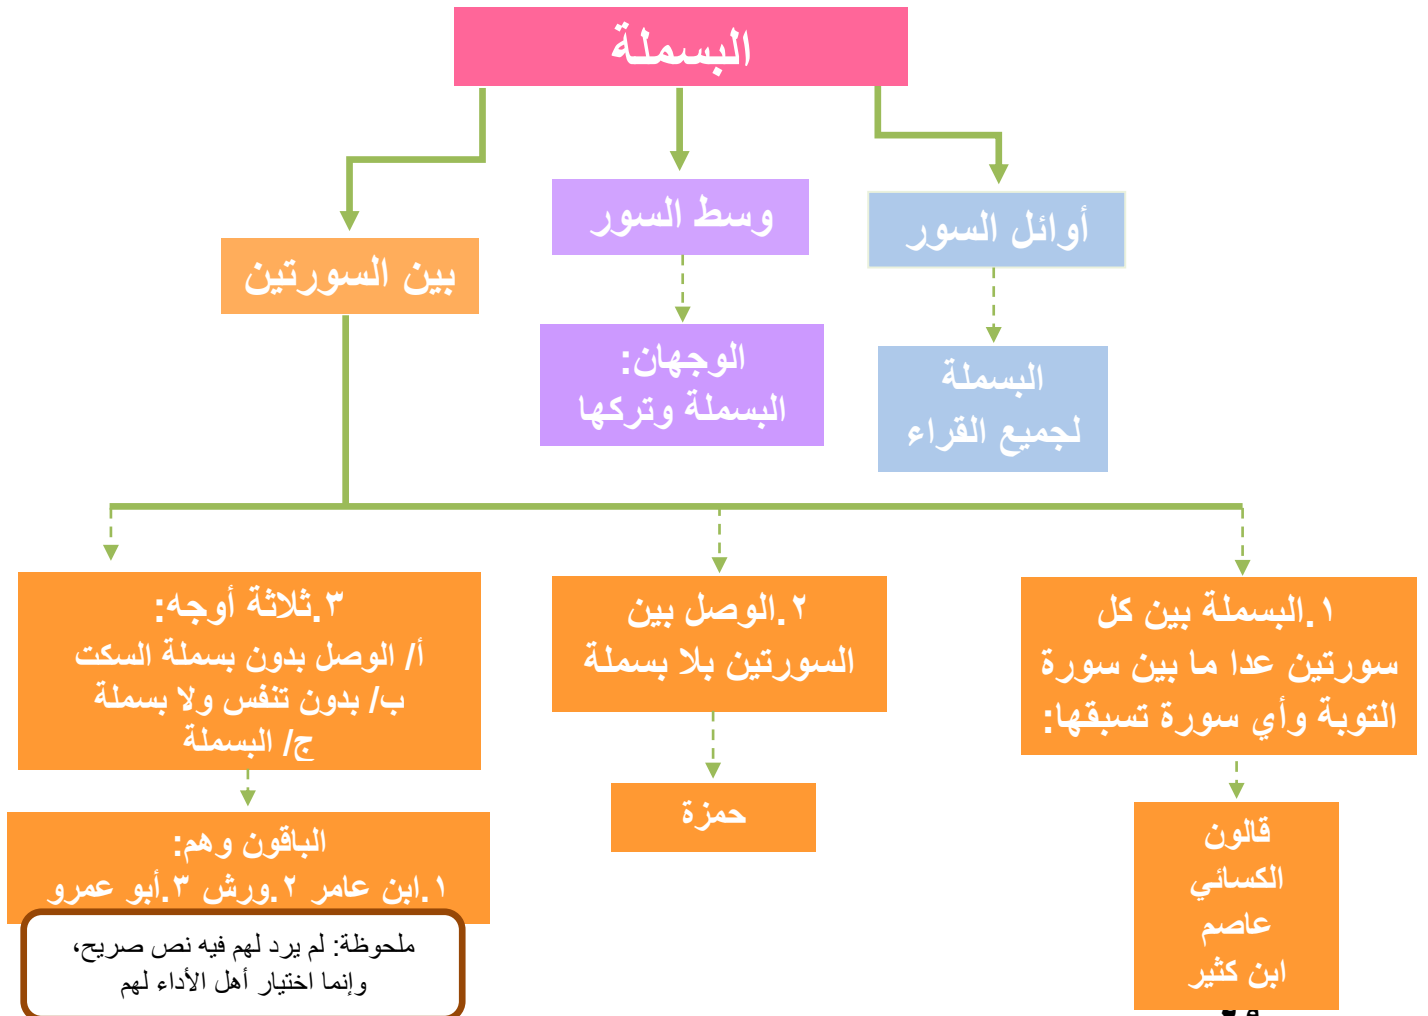 البسملة
أوائل السور
وسط السور
بين السورتين
البسملة
لجميع القراء
الوجهان:
البسملة وتركها
١.البسملة بين كل
سورتين عدا ما بين سورة
التوبة وأي سورة تسبقها:
٢.الوصل بين
السورتين بلا بسملة
٣.ثلاثة أوجه:
أ/ الوصل بدون بسملة السكت
ب/ بدون تنفس ولا بسملة
ج/ البسملة
قالون
الكسائي
عاصم
ابن كثير
حمزة
الباقون وهم:
١.ابن عامر ٢.ورش ٣.أبو عمرو
ملحوظة: لم يرد لهم فيه نص صريح،
وإنما اختيار أهل الأداء لهم